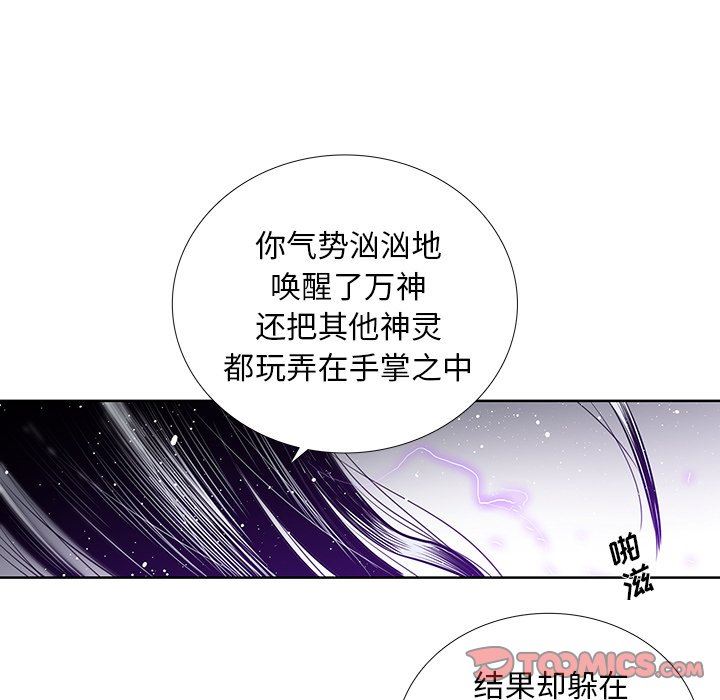 你气势汹汹地
唤醒了万神
还把其他神灵
都玩弄在手掌之中
啪
滋
结果却躲在
TOOMICS.COM